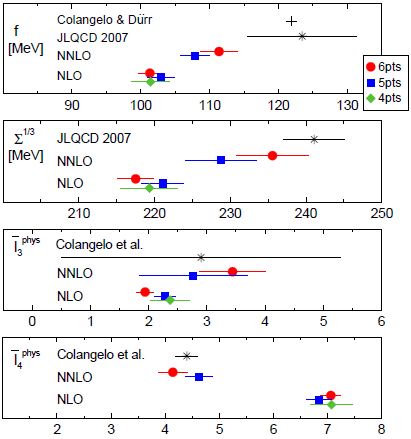 f
[MeV]
Colangelo & Dürr
JLQCD 2007
NNLO
NLO
90 100 110 120 130
6pts
5pts
4pts
Σ^1/3
[MeV]
JLQCD 2007
NNLO
NLO
210 220 230 240 250
l̅₃^phys
Colangelo et al.
NNLO
NLO
0 1 2 3 4 5 6
l̅₄^phys
Colangelo et al.
NNLO
NLO
2 3 4 5 6 7 8